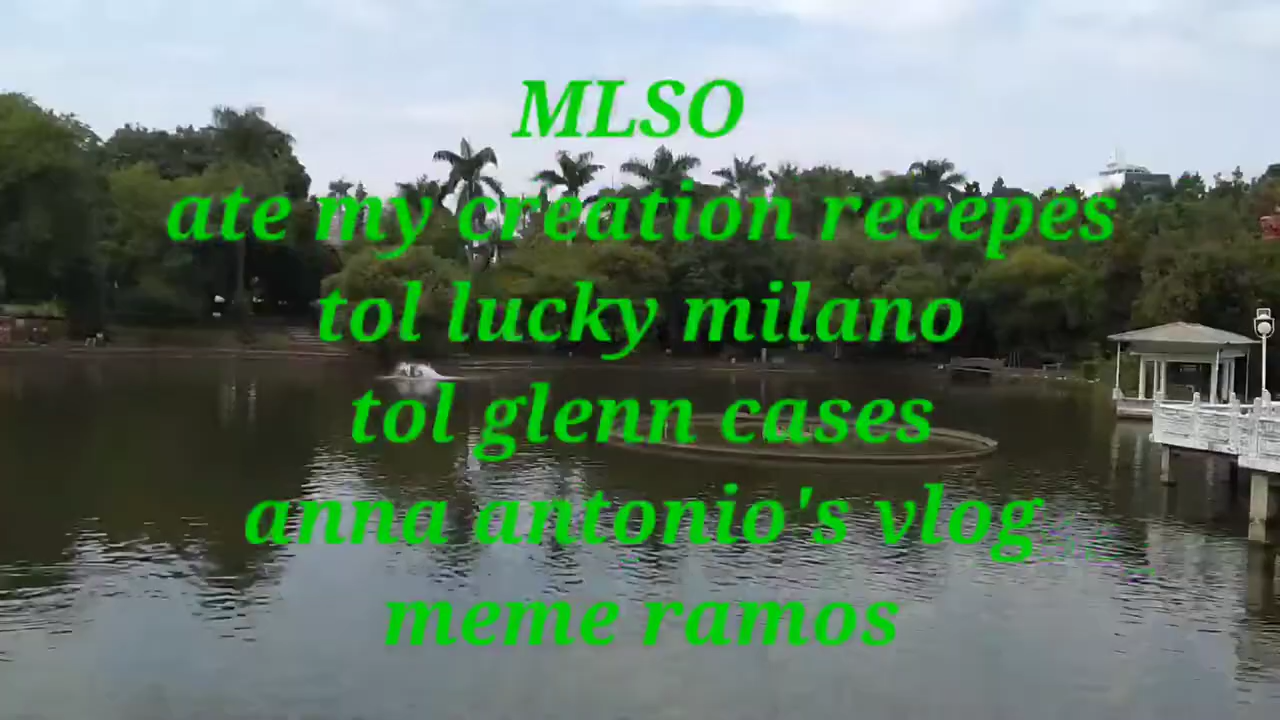 MLSO
ate my creation recepes
tol lucky milano
tol glenn cases
anna antonio's vlog
meme ramos